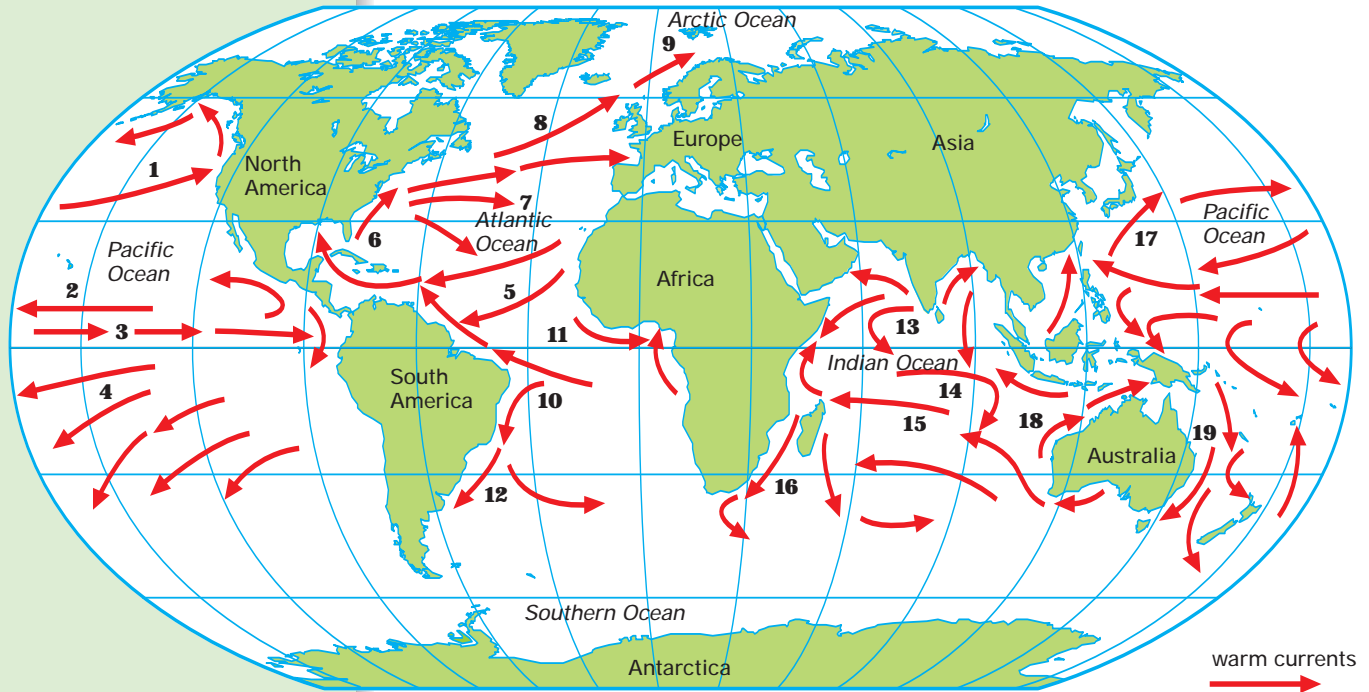 Arctic Ocean
9
8
Europe
Asia
1
North
America
7
Atlantic
Ocean
6
Pacific
Ocean
17
Pacific
Ocean
2
3
5
Africa
11
13
Indian Ocean
4
South
America
10
14
15
18
19
Australia
12
16
Southern Ocean
Antarctica
warm currents